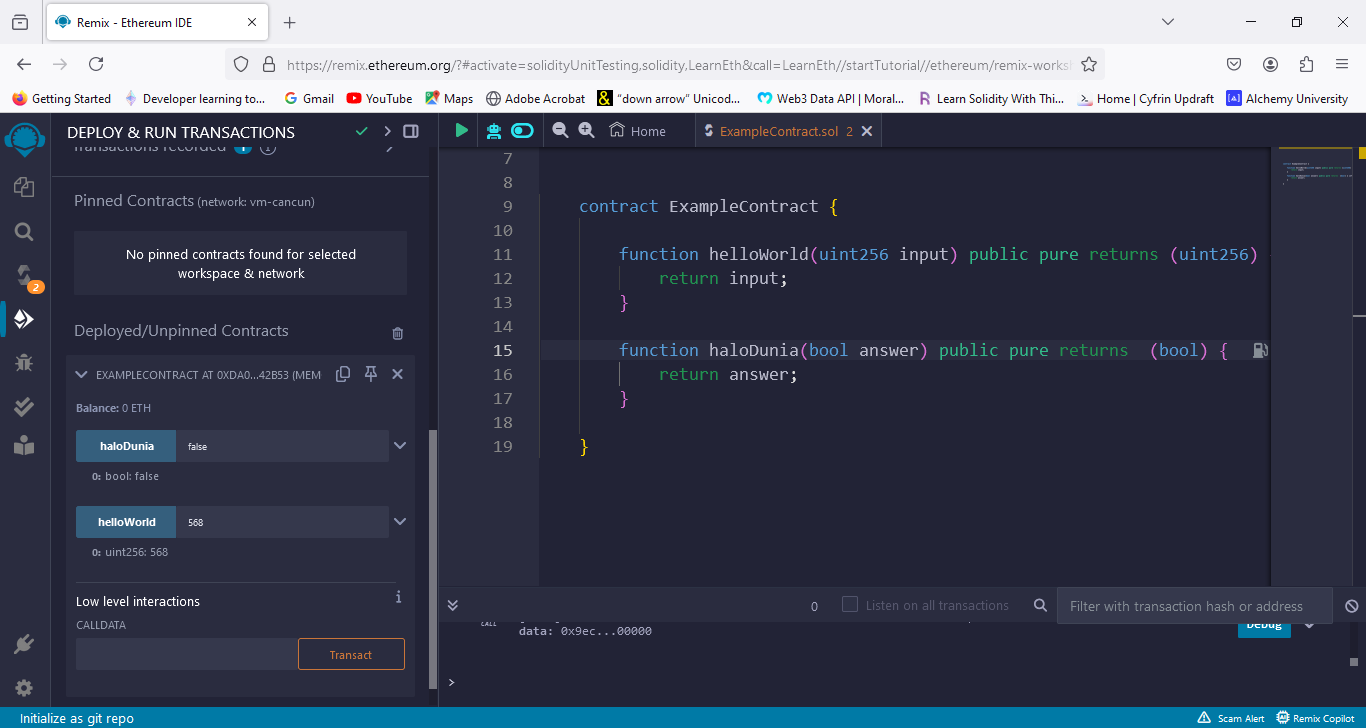 Remix - Ethereum IDE
https://remix.ethereum.org/?#activate=solidityUnitTesting,solidity,LearnEth&call=LearnEth//startTutorial//ethereum/remix-worksh
Getting Started
Developer learning to...
Gmail
YouTube
Maps
Adobe Acrobat
"down arrow" Unicod...
Web3 Data API | Moral...
Learn Solidity With Thi...
Home | Cyfrin Updraft
Alchemy University
DEPLOY & RUN TRANSACTIONS
Home
ExampleContract.sol 2
Transactions recorded 1 i
Pinned Contracts (network: vm-cancun)
No pinned contracts found for selected
workspace & network
2
Deployed/Unpinned Contracts
EXAMPLECONTRACT AT 0XDA0...42B53 (MEM
Balance: 0 ETH
haloDunia false
0: bool: false
helloWorld 568
0: uint256: 568
Low level interactions
CALLDATA
Transact
7
8
9 contract ExampleContract {
10
11 function helloWorld(uint256 input) public pure returns (uint256)
12 return input;
13 }
14
15 function haloDunia(bool answer) public pure returns  (bool) {
16 return answer;
17 }
18
19 }
0
Listen on all transactions
Filter with transaction hash or address
CALL
data: 0x9ec...00000
Debug
>
Initialize as git repo
Scam Alert
Remix Copilot